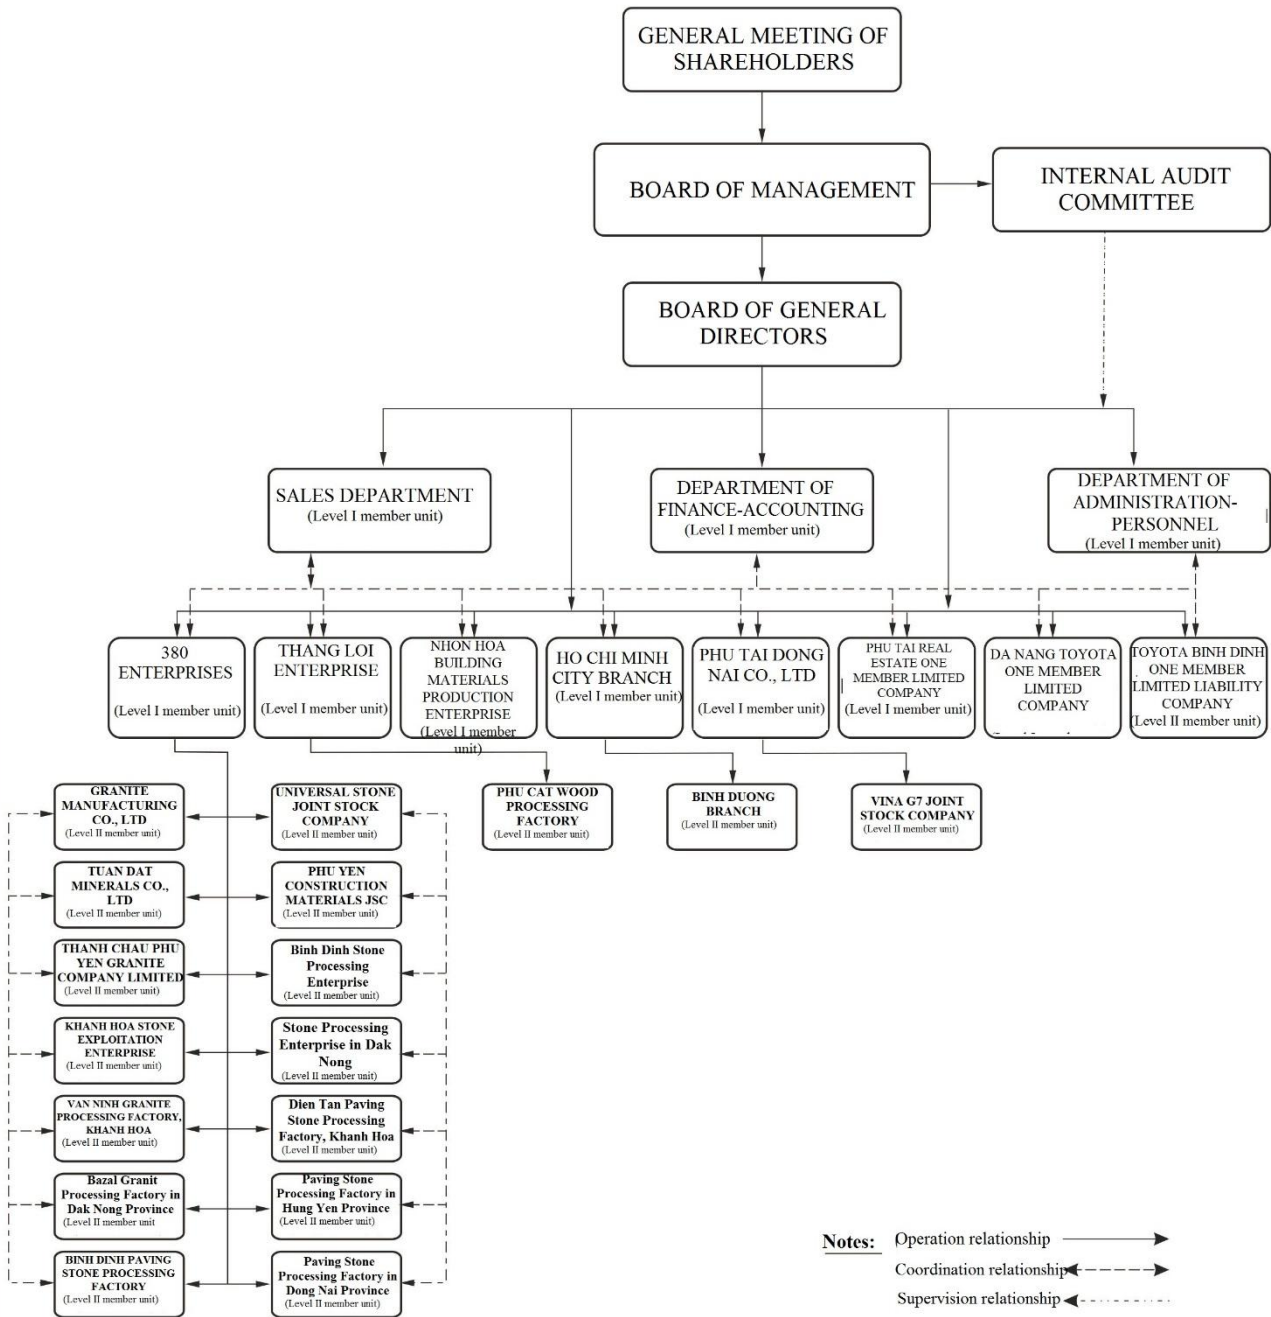 GENERAL MEETING OF
SHAREHOLDERS
BOARD OF MANAGEMENT
INTERNAL AUDIT
COMMITTEE
BOARD OF GENERAL
DIRECTORS
SALES DEPARTMENT
(Level I member unit)
DEPARTMENT OF
FINANCE-ACCOUNTING
(Level I member unit)
DEPARTMENT OF
ADMINISTRATION-
PERSONNEL
(Level I member unit)
380
ENTERPRISES
(Level I member unit)
THANG LOI
ENTERPRISE
(Level I member unit)
NHON HOA
BUILDING
MATERIALS
PRODUCTION
ENTERPRISE
(Level I member
unit)
HO CHI MINH
CITY BRANCH
(Level I member unit)
PHU TAI DONG
NAI CO., LTD
(Level I member unit)
PHU TAI REAL
ESTATE ONE
MEMBER LIMITED
COMPANY
(Level I member unit)
DA NANG TOYOTA
ONE MEMBER
LIMITED
COMPANY
TOYOTA BINH DINH
ONE MEMBER
LIMITED LIABILITY
COMPANY
(Level II member unit)
GRANITE
MANUFACTURING
CO., LTD
(Level II member unit)
UNIVERSAL STONE
JOINT STOCK
COMPANY
(Level II member unit)
PHU CAT WOOD
PROCESSING
FACTORY
(Level II member unit)
BINH DUONG
BRANCH
(Level II member unit)
VINA G7 JOINT
STOCK COMPANY
(Level II member unit)
TUAN DAT
MINERALS CO.,
LTD
(Level II member unit)
PHU YEN
CONSTRUCTION
MATERIALS JSC
(Level II member unit)
THANH CHAU PHU
YEN GRANITE
COMPANY LIMITED
(Level II member unit)
Binh Dinh Stone
Processing
Enterprise
(Level II member unit)
KHANH HOA STONE
EXPLOITATION
ENTERPRISE
(Level II member unit)
Stone Processing
Enterprise in Dak
Nong
(Level II member unit)
VAN NINH GRANITE
PROCESSING FACTORY,
KHANH HOA
(Level II member unit)
Dien Tan Paving
Stone Processing
Factory, Khanh Hoa
(Level II member unit)
Bazal Granit
Processing Factory in
Dak Nong Province
(Level II member unit
Paving Stone
Processing Factory in
Hung Yen Province
(Level II member unit)
BINH DINH PAVING
STONE PROCESSING
FACTORY
(Level II member unit)
Paving Stone
Processing Factory in
Dong Nai Province
(Level II member unit)
Notes: Operation relationship
Coordination relationship
Supervision relationship